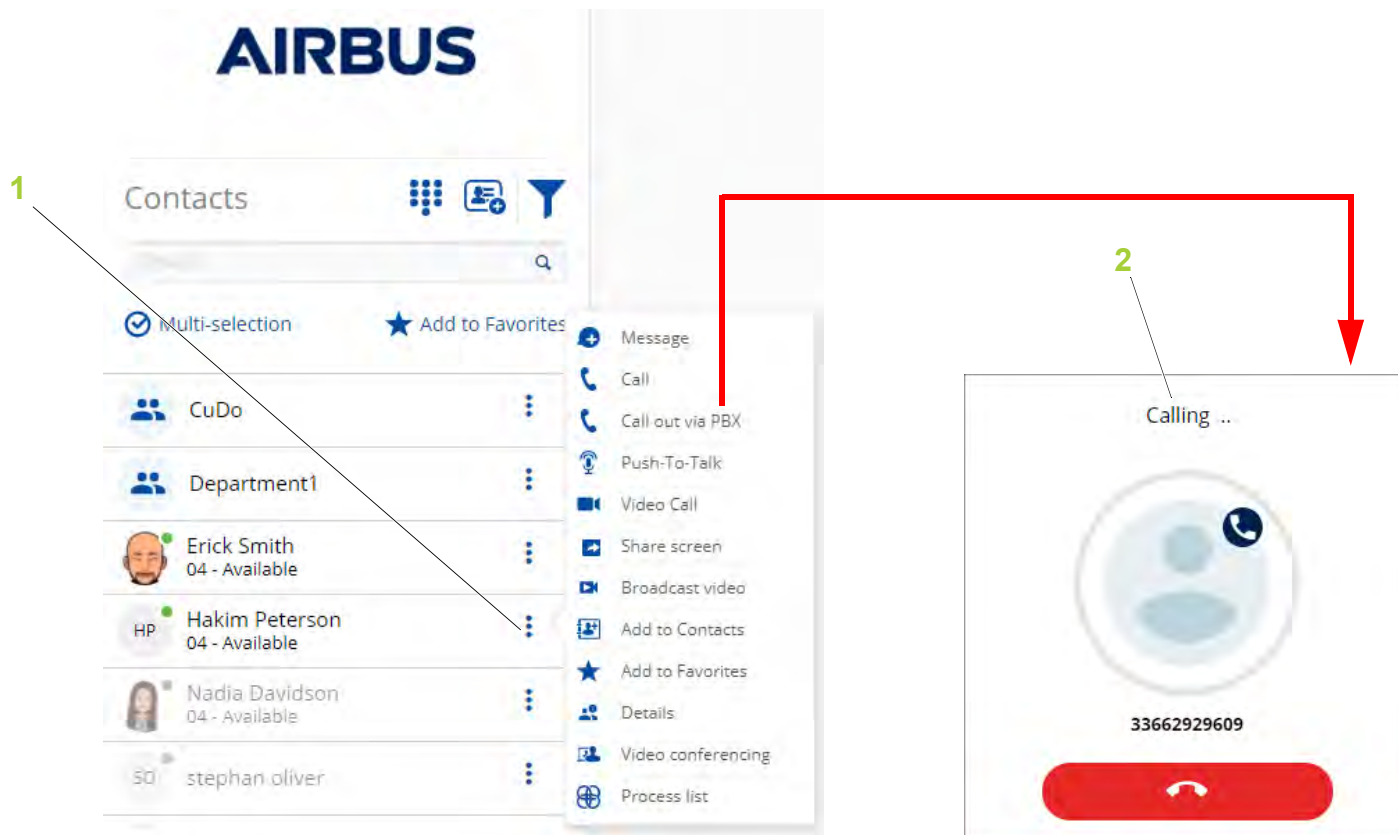 AIRBUS
1
Contacts
Multi-selection
Add to Favorites
CuDo
Department1
Erick Smith
04 - Available
HP
Hakim Peterson
04 - Available
Nadia Davidson
04 - Available
SO
stephan oliver
Message
Call
Call out via PBX
Push-To-Talk
Video Call
Share screen
Broadcast video
Add to Contacts
Add to Favorites
Details
Video conferencing
Process list
2
Calling ..
33662929609